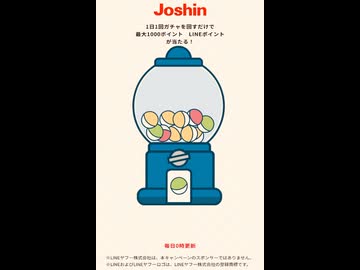 Joshin
1日1回ガチャを回すだけで
最大1000ポイント LINEポイント
が当たる！
毎日0時更新
※LINEヤフー株式会社は、本キャンペーンのスポンサーではありません。
※LINEおよびLINEヤフーロゴは、LINEヤフー株式会社の登録商標です。